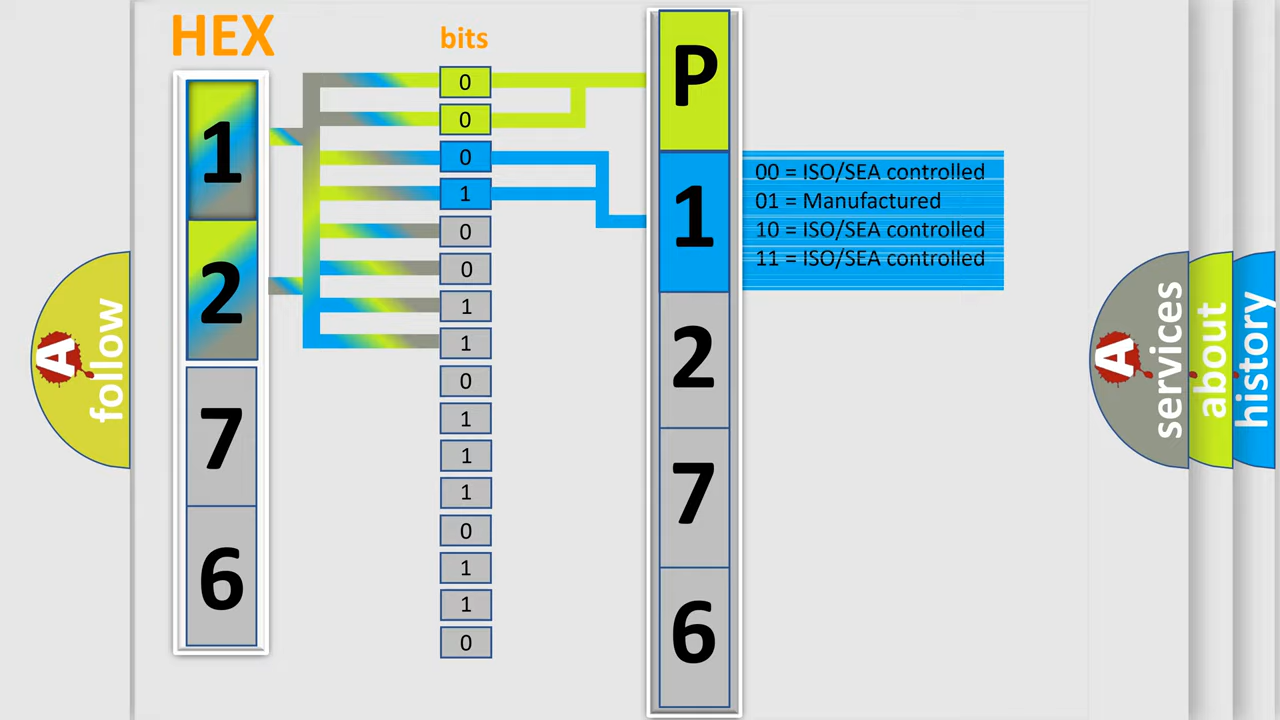 HEX
bits
1
2
7
6
0
0
0
1
0
0
1
1
0
1
1
1
0
1
1
0
P
1
2
7
6
00 = ISO/SEA controlled
01 = Manufactured
10 = ISO/SEA controlled
11 = ISO/SEA controlled
A
follow
A
services
about
history